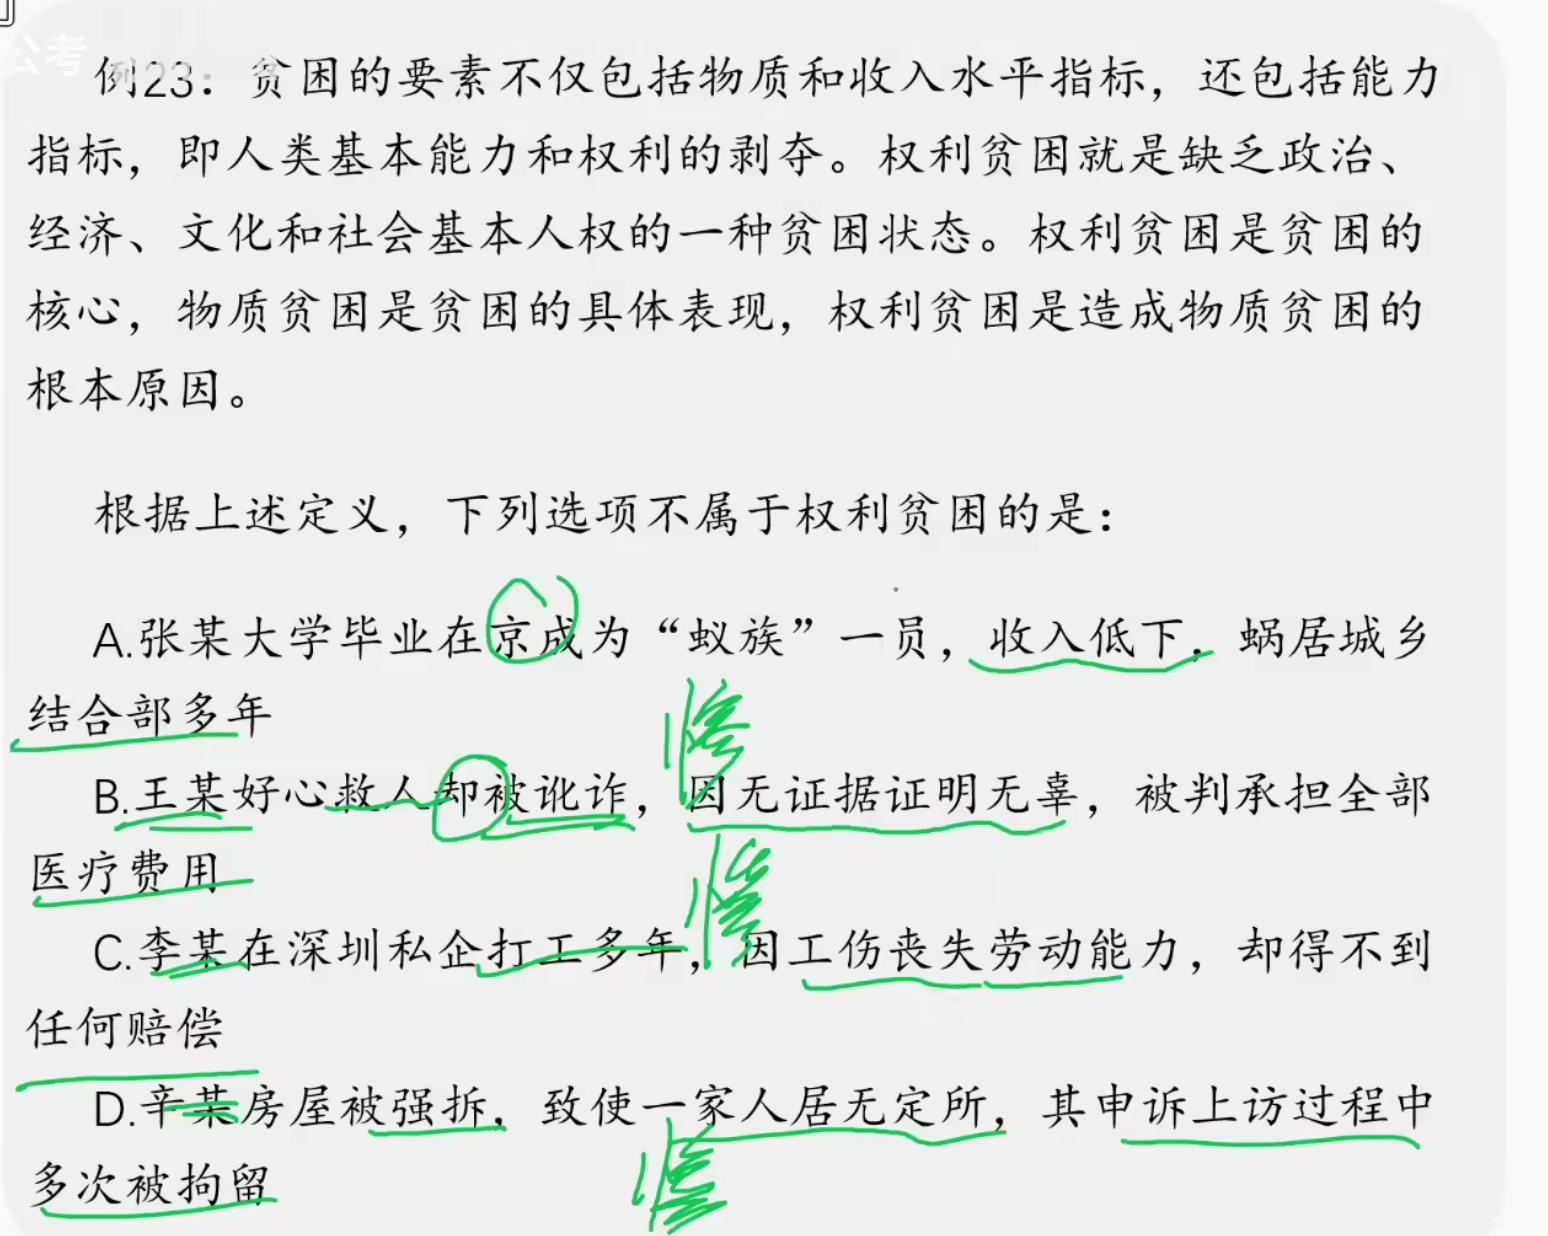 公考
例23：贫困的要素不仅包括物质和收入水平指标，还包括能力
指标，即人类基本能力和权利的剥夺。权利贫困就是缺乏政治、
经济、文化和社会基本人权的一种贫困状态。权利贫困是贫困的
核心，物质贫困是贫困的具体表现，权利贫困是造成物质贫困的
根本原因。
根据上述定义，下列选项不属于权利贫困的是：
A.张某大学毕业在京成为“蚁族”一员，收入低下，蜗居城乡
结合部多年
惨
B.王某好心救人却被讹诈，因无证据证明无辜，被判承担全部
医疗费用
惨
C.李某在深圳私企打工多年，因工伤丧失劳动能力，却得不到
任何赔偿
D.辛某房屋被强拆，致使一家人居无定所，其申诉上访过程中
多次被拘留
惨